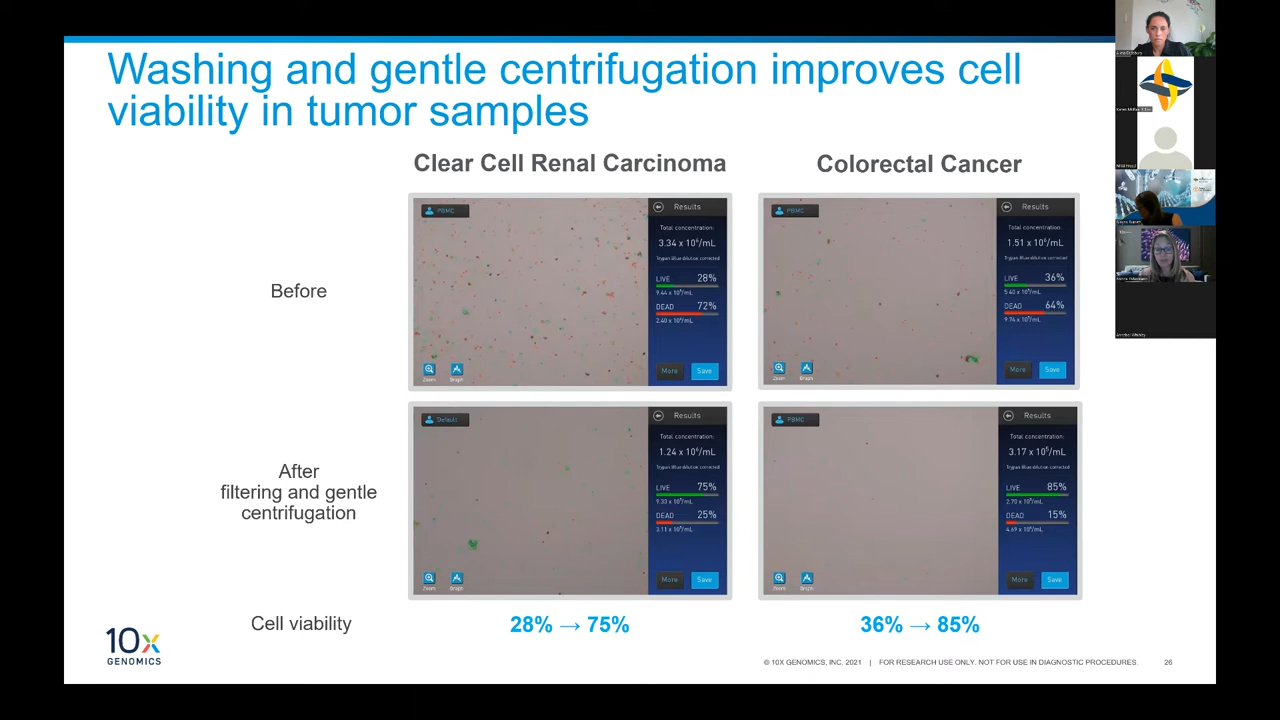 Washing and gentle centrifugation improves cell
viability in tumor samples
Clear Cell Renal Carcinoma
Colorectal Cancer
Before
PBMC
Results
Total concentration:
3.34 x 10⁶/mL
Trypan Blue dilution corrected
LIVE 28%
9.44 x 10⁵/mL
DEAD 72%
2.40 x 10⁶/mL
Zoom
Graph
More
Save
PBMC
Results
Total concentration:
1.51 x 10⁶/mL
Trypan Blue dilution corrected
LIVE 36%
5.40 x 10⁵/mL
DEAD 64%
9.74 x 10⁵/mL
Zoom
Graph
More
Save
After
filtering and gentle
centrifugation
Default
Results
Total concentration:
1.24 x 10⁶/mL
Trypan Blue dilution corrected
LIVE 75%
9.33 x 10⁵/mL
DEAD 25%
3.11 x 10⁵/mL
Zoom
Graph
More
Save
PBMC
Results
Total concentration:
3.17 x 10⁵/mL
Trypan Blue dilution corrected
LIVE 85%
2.70 x 10⁵/mL
DEAD 15%
4.69 x 10⁴/mL
Zoom
Graph
More
Save
Cell viability
28% → 75%
36% → 85%
10x
GENOMICS
© 10X GENOMICS, INC. 2021 | FOR RESEARCH USE ONLY. NOT FOR USE IN DIAGNOSTIC PROCEDURES.
26